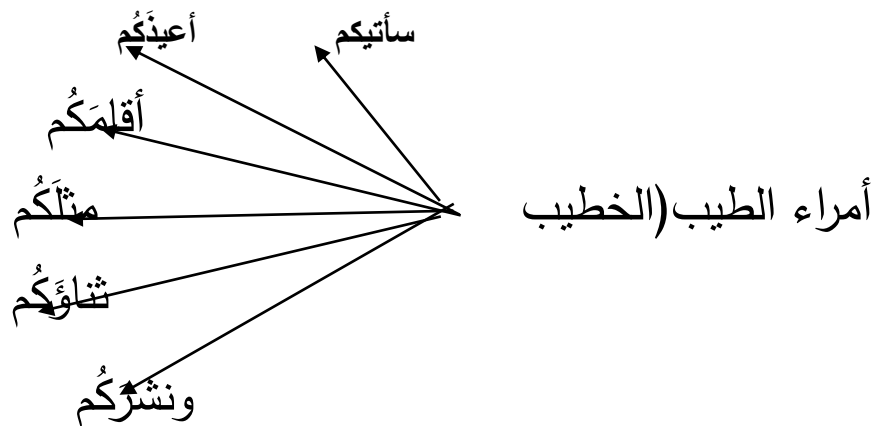 سأتيكم
أعيذَكُم
أقلمَكُم
مثلَكُم
أمراء الطيب(الخطيب
ثناؤَكُم
ونشرَكُم